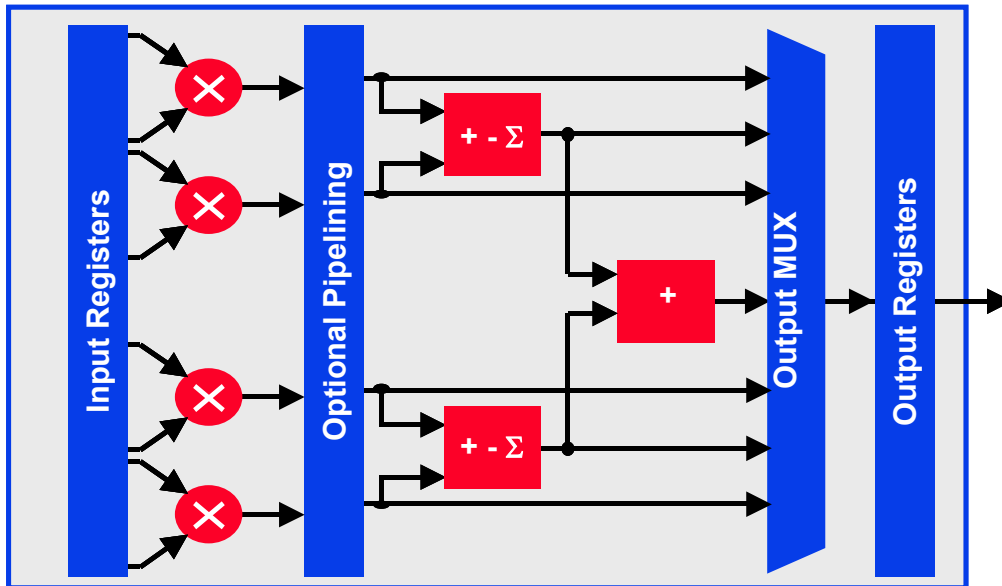 Input Registers
Optional Pipelining
+ - Σ
+
+ - Σ
Output MUX
Output Registers